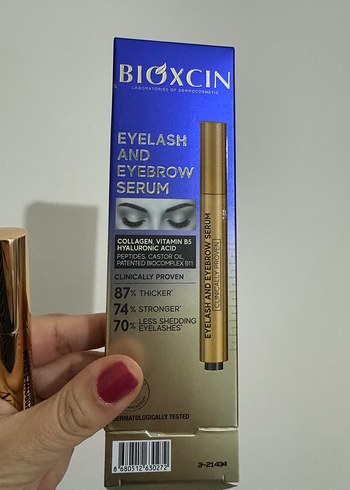 BIOXCIN
LABORATORIES OF DERMOCOSMETIC
EYELASH
AND
EYEBROW
SERUM
COLLAGEN, VITAMIN B5
HYALURONIC ACID
PEPTIDES, CASTOR OIL,
PATENTED BIOCOMPLEX B11
CLINICALLY PROVEN
87% THICKER*
74% STRONGER*
70% LESS SHEDDING
EYELASHES*
EYELASH AND EYEBROW SERUM
CLINICALLY PROVEN
DERMATOLOGICALLY TESTED
8 680512 630272
3-21494